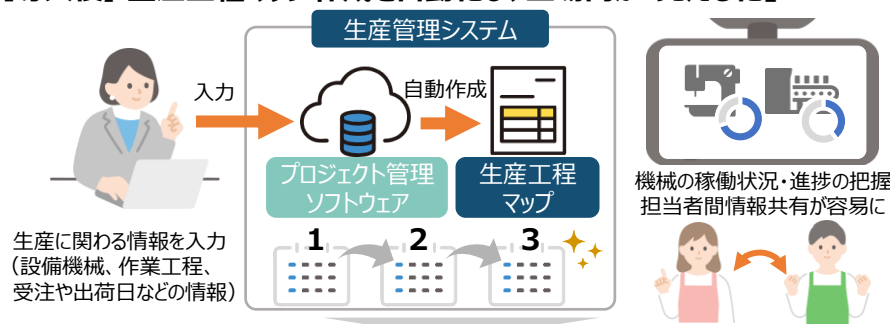 生産管理システム
入力
自動作成
プロジェクト管理
ソフトウェア
生産工程
マップ
1 2 3
生産に関わる情報を入力
（設備機械、作業工程、
受注や出荷日などの情報）
機械の稼働状況・進捗の把握
担当者間情報共有が容易に